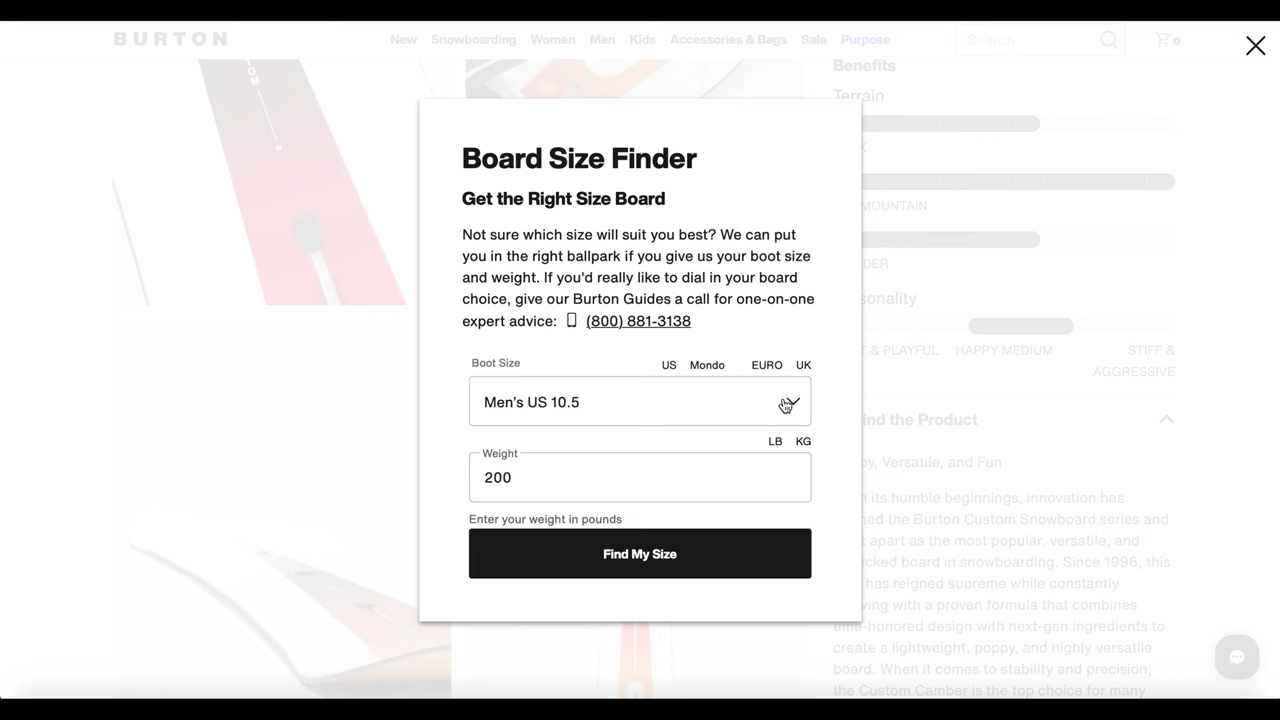 BURTON
New Snowboarding Women Men Kids Accessories & Bags Sale Purpose
Search
0
Benefits
Terrain
MOUNTAIN
Board Size Finder
Get the Right Size Board
Not sure which size will suit you best? We can put
you in the right ballpark if you give us your boot size
and weight. If you'd really like to dial in your board
choice, give our Burton Guides a call for one-on-one
expert advice: (800) 881-3138
Boot Size US Mondo EURO UK
Men's US 10.5
LB KG
Weight
200
Enter your weight in pounds
Find My Size
& PLAYFUL HAPPY MEDIUM STIFF &
AGGRESSIVE
the Product
Versatile, and Fun
its humble beginnings, innovation has
the Burton Custom Snowboard series and
apart as the most popular, versatile, and
board in snowboarding. Since 1996, this
has reigned supreme while constantly
with a proven formula that combines
time-honored design with next-gen ingredients to
create a lightweight, poppy, and highly versatile
board. When it comes to stability and precision,
the Custom Camber is the top choice for many